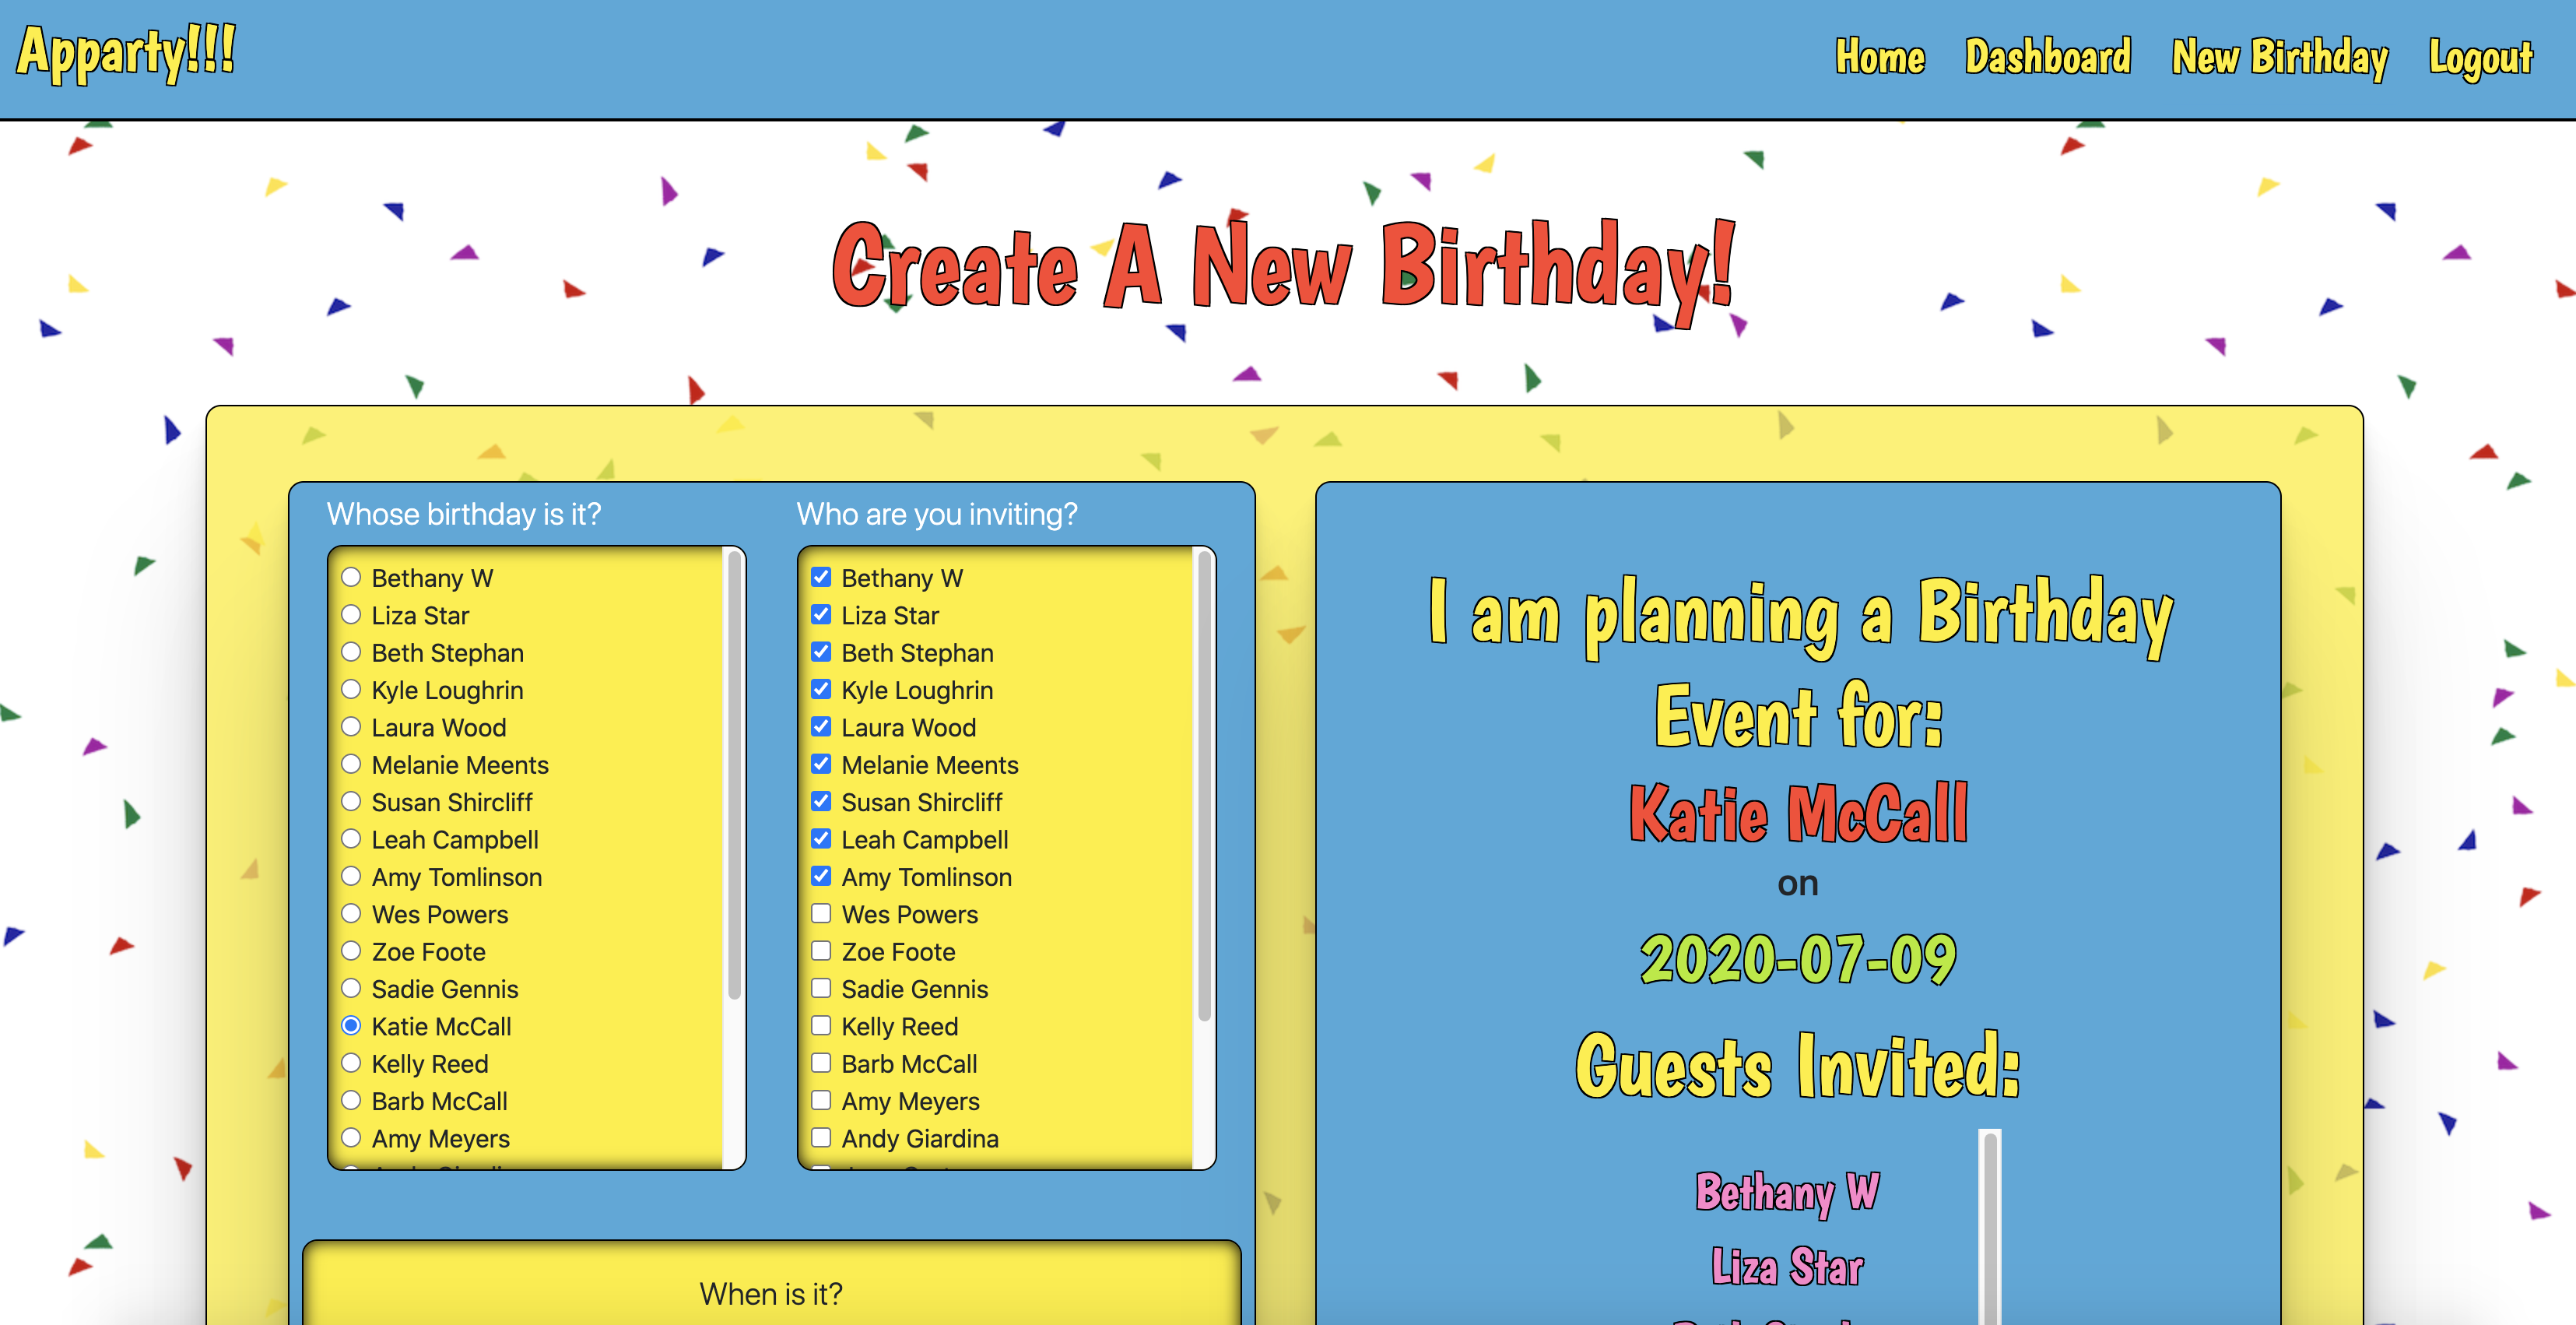 Apparty!!!
Home Dashboard New Birthday Logout
Create A New Birthday!
Whose birthday is it?
Bethany W
Liza Star
Beth Stephan
Kyle Loughrin
Laura Wood
Melanie Meents
Susan Shircliff
Leah Campbell
Amy Tomlinson
Wes Powers
Zoe Foote
Sadie Gennis
Katie McCall
Kelly Reed
Barb McCall
Amy Meyers
Who are you inviting?
Bethany W
Liza Star
Beth Stephan
Kyle Loughrin
Laura Wood
Melanie Meents
Susan Shircliff
Leah Campbell
Amy Tomlinson
Wes Powers
Zoe Foote
Sadie Gennis
Kelly Reed
Barb McCall
Amy Meyers
Andy Giardina
When is it?
I am planning a Birthday
Event for:
Katie McCall
on
2020-07-09
Guests Invited:
Bethany W
Liza Star